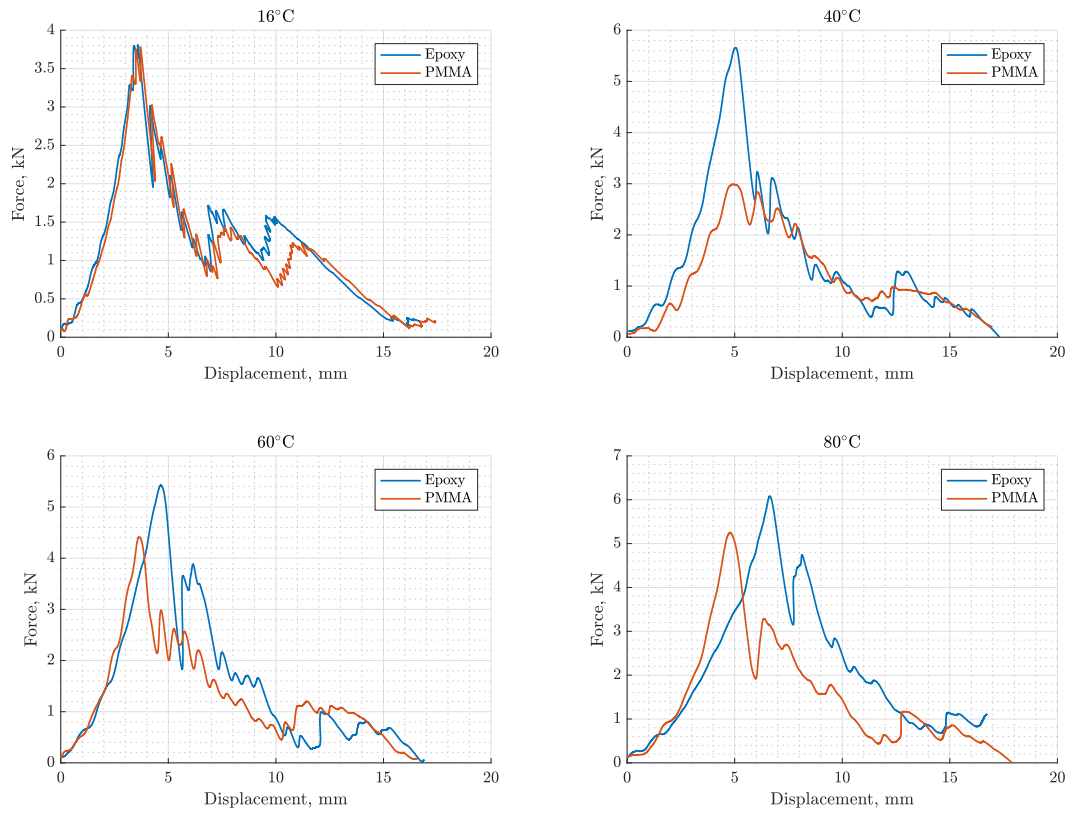 16°C
4
3.5
3
2.5
2
1.5
1
0.5
0
Force, kN
0 5 10 15 20
Displacement, mm
Epoxy
PMMA
40°C
6
5
4
3
2
1
0
Force, kN
0 5 10 15 20
Displacement, mm
Epoxy
PMMA
60°C
6
5
4
3
2
1
0
Force, kN
0 5 10 15 20
Displacement, mm
Epoxy
PMMA
80°C
7
6
5
4
3
2
1
0
Force, kN
0 5 10 15 20
Displacement, mm
Epoxy
PMMA